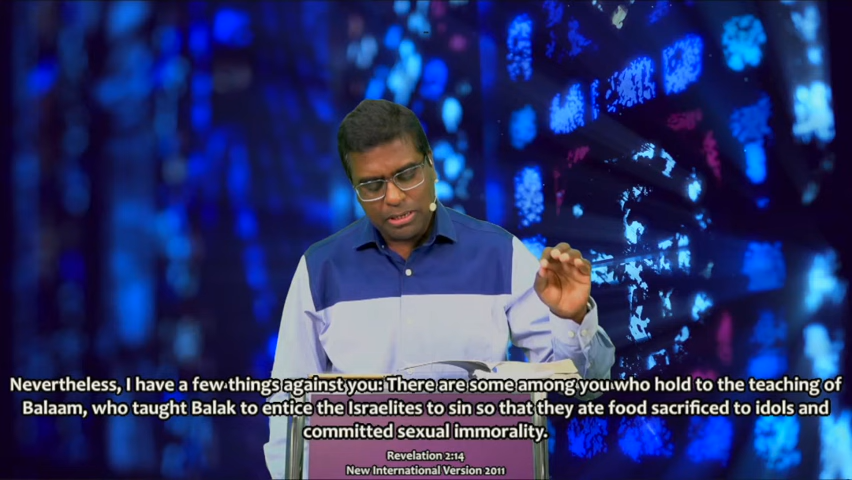 Nevertheless, I have a few things against you: There are some among you who hold to the teaching of
Balaam, who taught Balak to entice the Israelites to sin so that they ate food sacrificed to idols and
committed sexual immorality.
Revelation 2:14
New International Version 2011